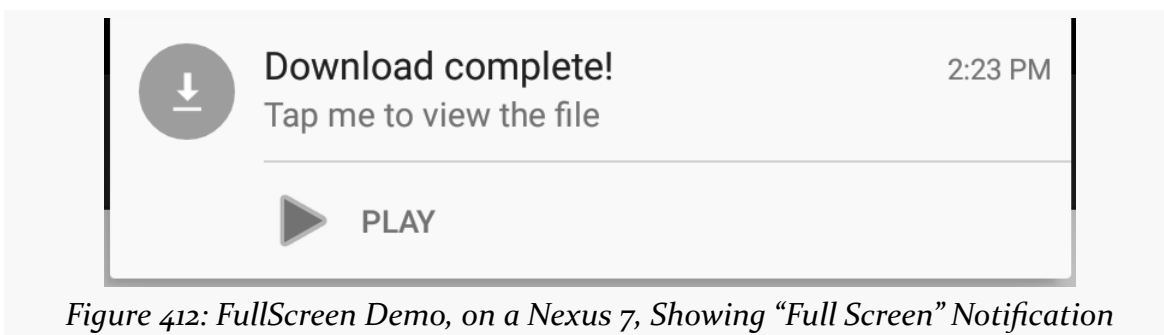 Download complete! 2:23 PM
Tap me to view the file
PLAY
Figure 412: FullScreen Demo, on a Nexus 7, Showing “Full Screen” Notification